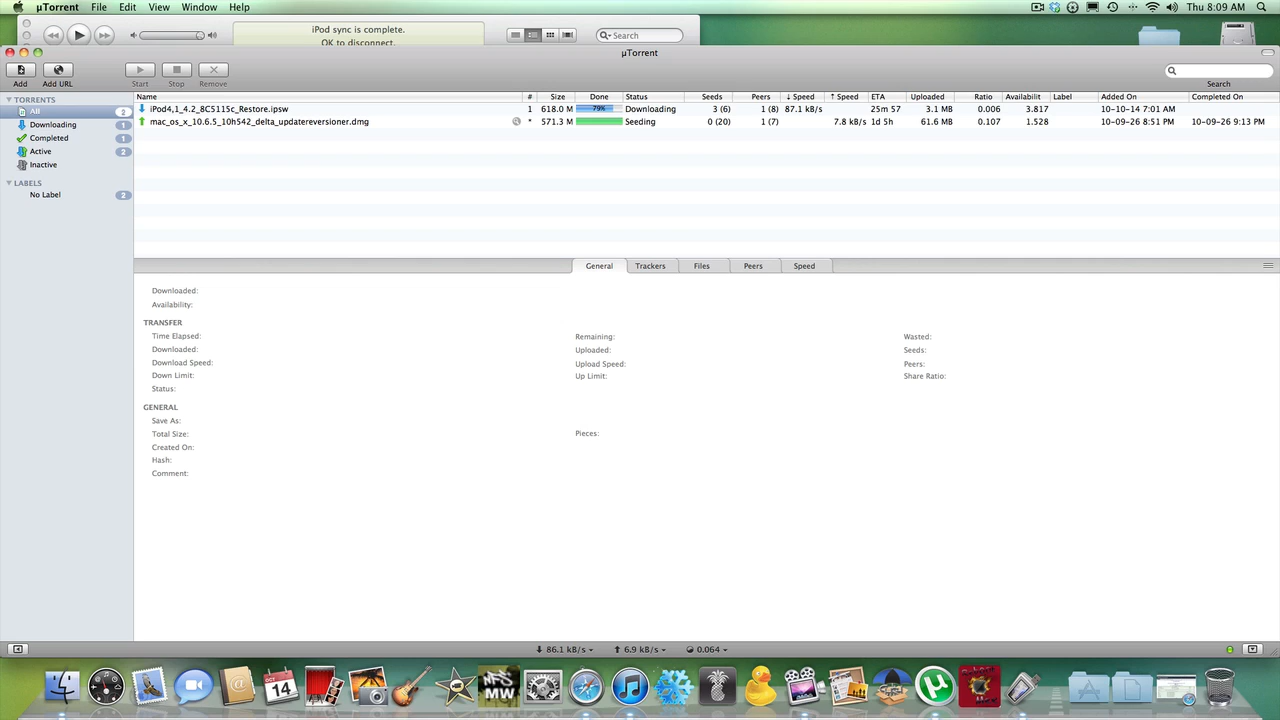 µTorrent File Edit View Window Help Thu 8:09 AM
iPod sync is complete.
OK to disconnect.
Search
µTorrent
Add Add URL Start Stop Remove Search
TORRENTS
All 2
Downloading 1
Completed 1
Active 2
Inactive
LABELS
No Label 2
Name # Size Done Status Seeds Peers ↓ Speed ↑ Speed ETA Uploaded Ratio Availabilit Label Added On Completed On
iPod4,1_4.2_8C5115c_Restore.ipsw 1 618.0 M 79% Downloading 3 (6) 1 (8) 87.1 kB/s 25m 57 3.1 MB 0.006 3.817 10-10-14 7:01 AM
mac_os_x_10.6.5_10h542_delta_updatereversioner.dmg * 571.3 M Seeding 0 (20) 1 (7) 7.8 kB/s 1d 5h 61.6 MB 0.107 1.528 10-09-26 8:51 PM 10-09-26 9:13 PM
General Trackers Files Peers Speed
Downloaded:
Availability:
TRANSFER
Time Elapsed: Remaining: Wasted:
Downloaded: Uploaded: Seeds:
Download Speed: Upload Speed: Peers:
Down Limit: Up Limit: Share Ratio:
Status:
GENERAL
Save As:
Total Size: Pieces:
Created On:
Hash:
Comment:
86.1 kB/s 6.9 kB/s 0.064
OCT
14
NFS
MW